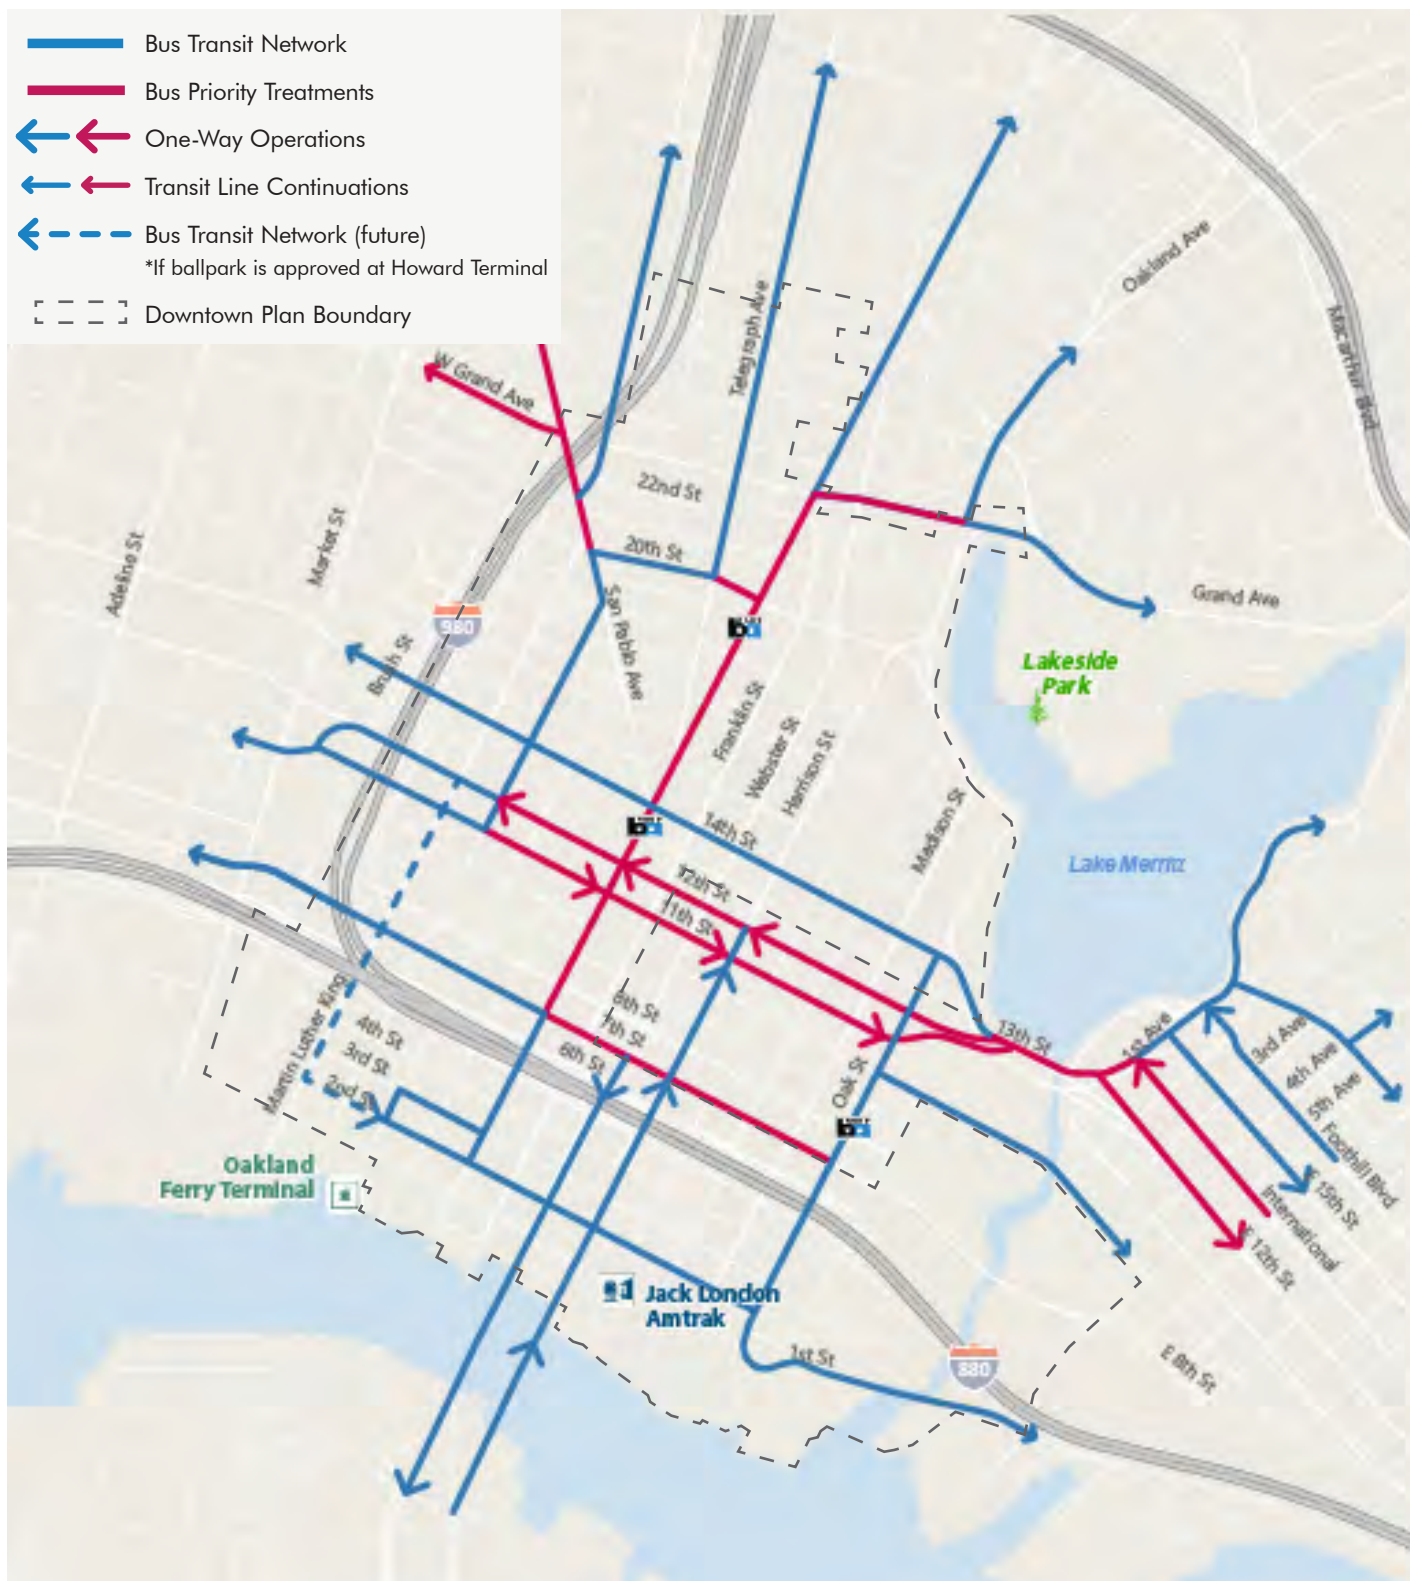 Bus Transit Network
Bus Priority Treatments
One-Way Operations
Transit Line Continuations
Bus Transit Network (future)
*If ballpark is approved at Howard Terminal
Downtown Plan Boundary
Oakland Ave
Telegraph Ave
Macarthur Blvd
W Grand Ave
22nd St
Market St
20th St
Adeline St
Grand Ave
San Pablo Ave
980
Brush St
Lakeside
Park
Franklin St
Webster St
Harrison St
14th St
Madison St
Lake Merritt
12th St
11th St
8th St
7th St
6th St
13th St
1st Ave
3rd Ave
4th Ave
5th Ave
Martin Luther King
4th St
3rd St
2nd St
Oak St
Foothill Blvd
E 15th St
International
E 12th St
Oakland
Ferry Terminal
Jack London
Amtrak
1st St
880
E 8th St